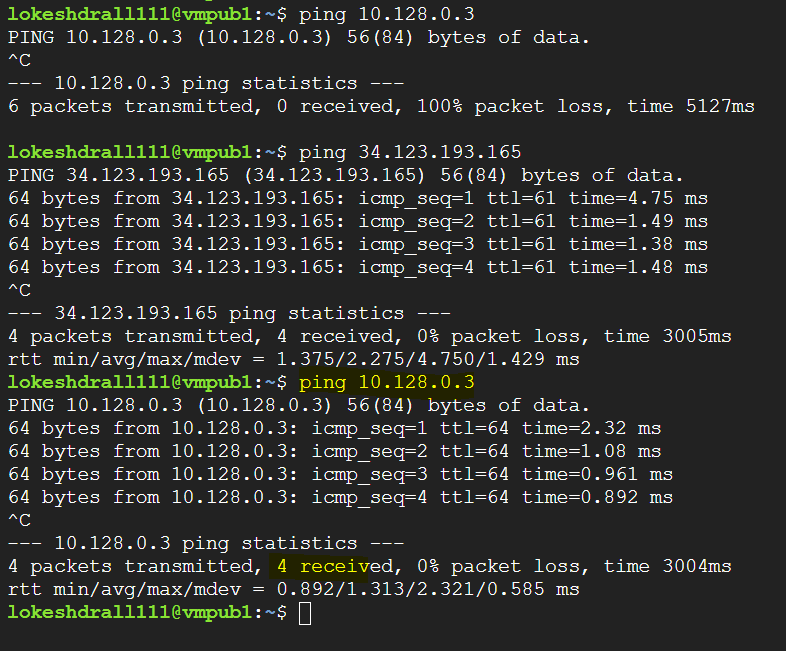 lokeshdrall111@vmpub1:~$ ping 10.128.0.3
PING 10.128.0.3 (10.128.0.3) 56(84) bytes of data.
^C
--- 10.128.0.3 ping statistics ---
6 packets transmitted, 0 received, 100% packet loss, time 5127ms

lokeshdrall111@vmpub1:~$ ping 34.123.193.165
PING 34.123.193.165 (34.123.193.165) 56(84) bytes of data.
64 bytes from 34.123.193.165: icmp_seq=1 ttl=61 time=4.75 ms
64 bytes from 34.123.193.165: icmp_seq=2 ttl=61 time=1.49 ms
64 bytes from 34.123.193.165: icmp_seq=3 ttl=61 time=1.38 ms
64 bytes from 34.123.193.165: icmp_seq=4 ttl=61 time=1.48 ms
^C
--- 34.123.193.165 ping statistics ---
4 packets transmitted, 4 received, 0% packet loss, time 3005ms
rtt min/avg/max/mdev = 1.375/2.275/4.750/1.429 ms
lokeshdrall111@vmpub1:~$ ping 10.128.0.3
PING 10.128.0.3 (10.128.0.3) 56(84) bytes of data.
64 bytes from 10.128.0.3: icmp_seq=1 ttl=64 time=2.32 ms
64 bytes from 10.128.0.3: icmp_seq=2 ttl=64 time=1.08 ms
64 bytes from 10.128.0.3: icmp_seq=3 ttl=64 time=0.961 ms
64 bytes from 10.128.0.3: icmp_seq=4 ttl=64 time=0.892 ms
^C
--- 10.128.0.3 ping statistics ---
4 packets transmitted, 4 received, 0% packet loss, time 3004ms
rtt min/avg/max/mdev = 0.892/1.313/2.321/0.585 ms
lokeshdrall111@vmpub1:~$